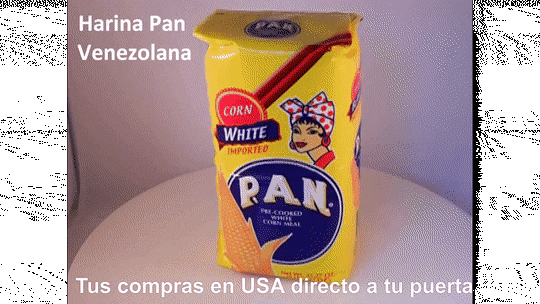 Harina Pan
Venezolana
P.A.N.
CORN
WHITE
IMPORTED
P.A.N.
PRE-COOKED
WHITE
CORN MEAL
Tus compras en USA directo a tu puerta